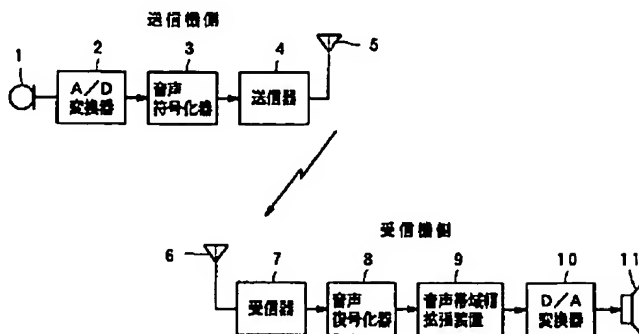 送信機側
1
2
3
4
5
A/D
変換器
音声
符号化器
送信器
受信機側
6
7
8
9
10
11
受信器
音声
復号化器
音声帯域幅
拡張装置
D/A
変換器